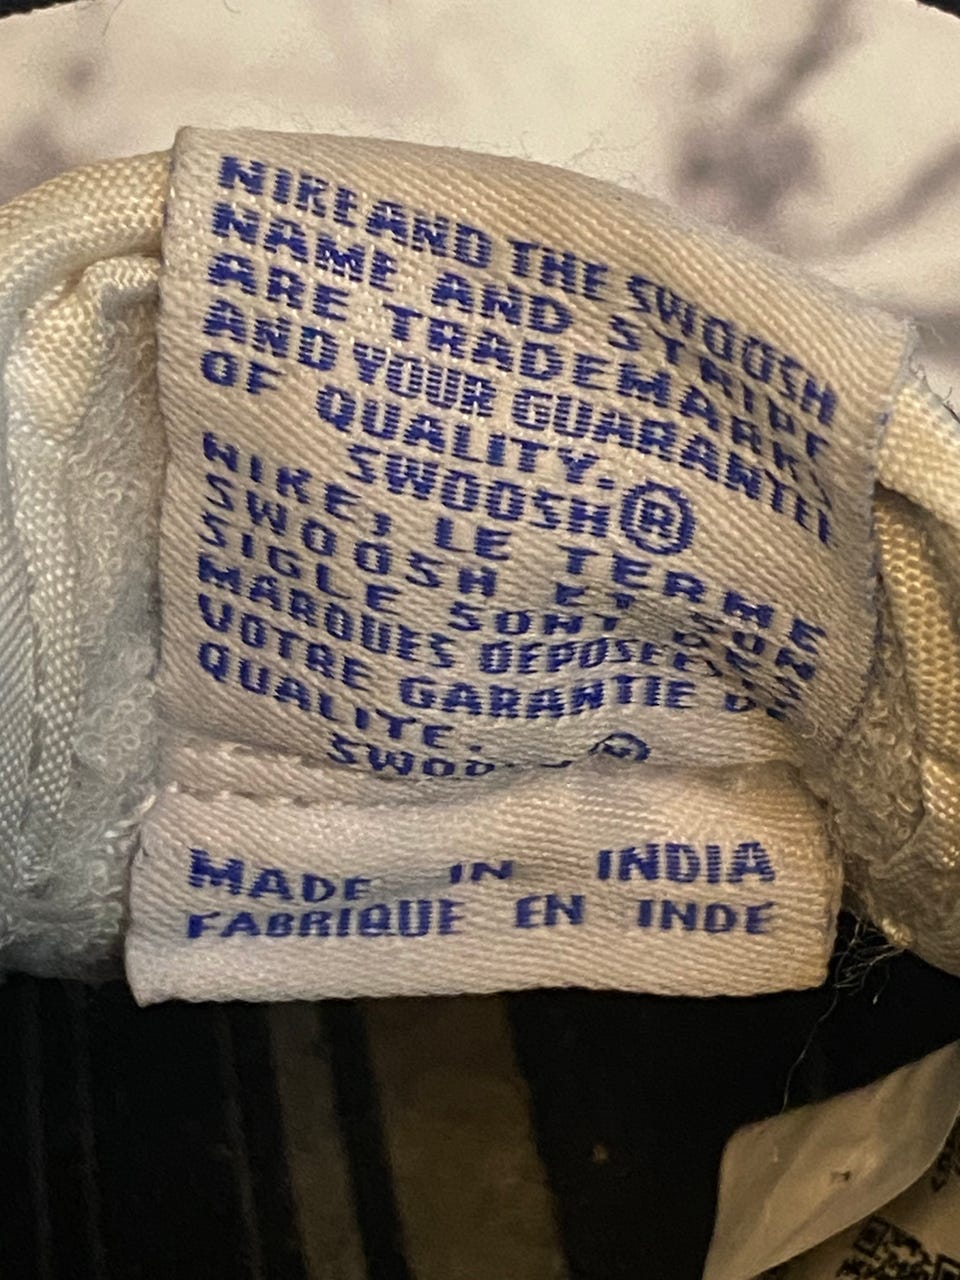 NIKE AND THE SWOOSH
NAME AND STRIPE
ARE TRADEMARKS
AND YOUR GUARANTEE
OF QUALITY.
SWOOSH®
NIKE, LE TERME
SWOOSH ET SON
SIGLE SONT DES
MARQUES DEPOSEES
VOTRE GARANTIE DE
QUALITE.
MADE IN INDIA
FABRIQUE EN INDE